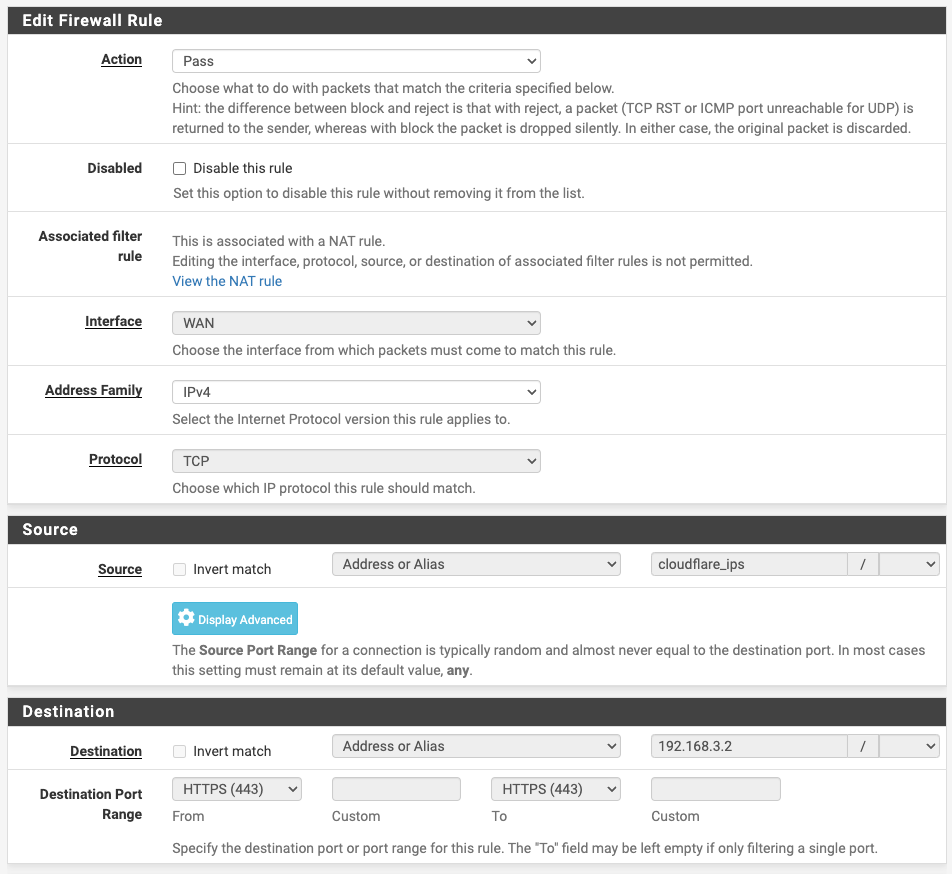 Edit Firewall Rule
Action
Pass
Choose what to do with packets that match the criteria specified below.
Hint: the difference between block and reject is that with reject, a packet (TCP RST or ICMP port unreachable for UDP) is
returned to the sender, whereas with block the packet is dropped silently. In either case, the original packet is discarded.
Disabled
Disable this rule
Set this option to disable this rule without removing it from the list.
Associated filter
rule
This is associated with a NAT rule.
Editing the interface, protocol, source, or destination of associated filter rules is not permitted.
View the NAT rule
Interface
WAN
Choose the interface from which packets must come to match this rule.
Address Family
IPv4
Select the Internet Protocol version this rule applies to.
Protocol
TCP
Choose which IP protocol this rule should match.
Source
Source
Invert match
Address or Alias
cloudflare_ips
/
Display Advanced
The Source Port Range for a connection is typically random and almost never equal to the destination port. In most cases
this setting must remain at its default value, any.
Destination
Destination
Invert match
Address or Alias
192.168.3.2
/
Destination Port
Range
HTTPS (443)
HTTPS (443)
From
Custom
To
Custom
Specify the destination port or port range for this rule. The "To" field may be left empty if only filtering a single port.